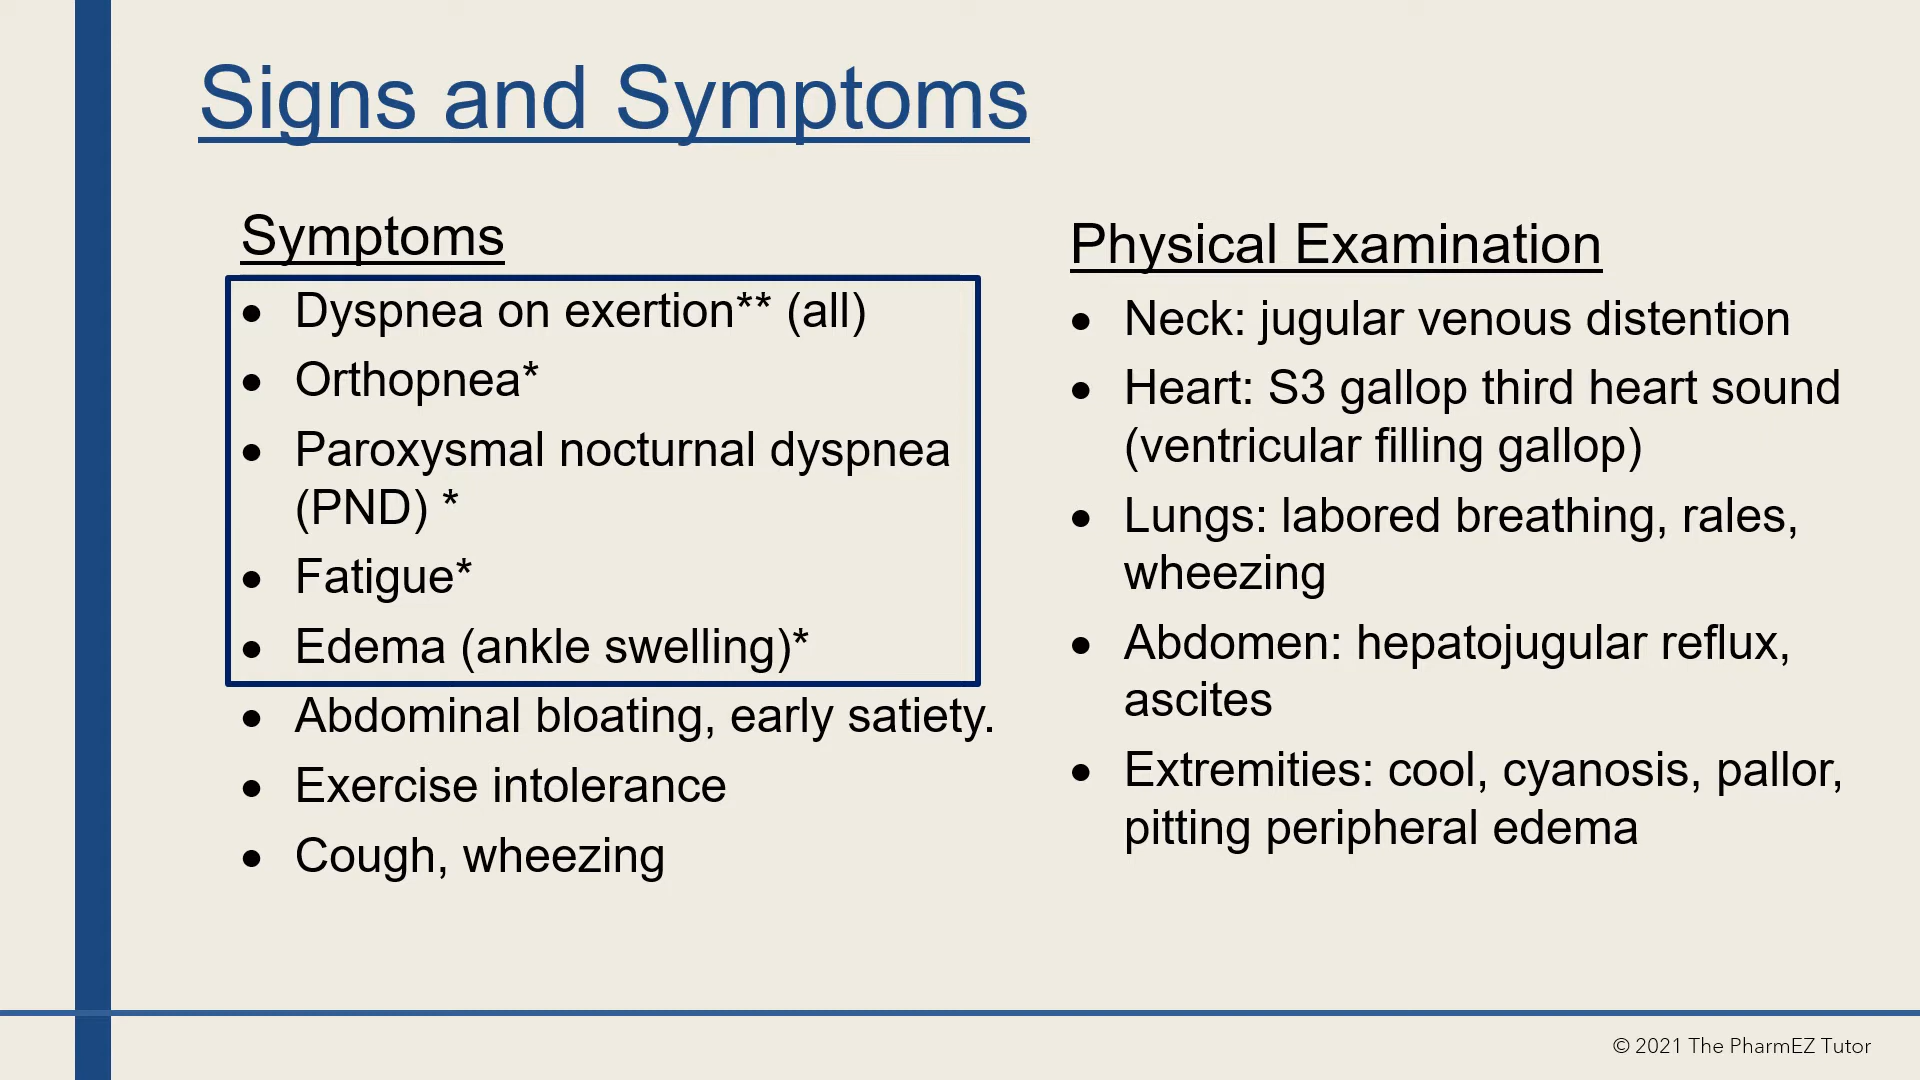 Signs and Symptoms
Symptoms
• Dyspnea on exertion** (all)
• Orthopnea*
• Paroxysmal nocturnal dyspnea
(PND) *
• Fatigue*
• Edema (ankle swelling)*
• Abdominal bloating, early satiety.
• Exercise intolerance
• Cough, wheezing
Physical Examination
• Neck: jugular venous distention
• Heart: S3 gallop third heart sound
(ventricular filling gallop)
• Lungs: labored breathing, rales,
wheezing
• Abdomen: hepatojugular reflux,
ascites
• Extremities: cool, cyanosis, pallor,
pitting peripheral edema
© 2021 The PharmEZ Tutor